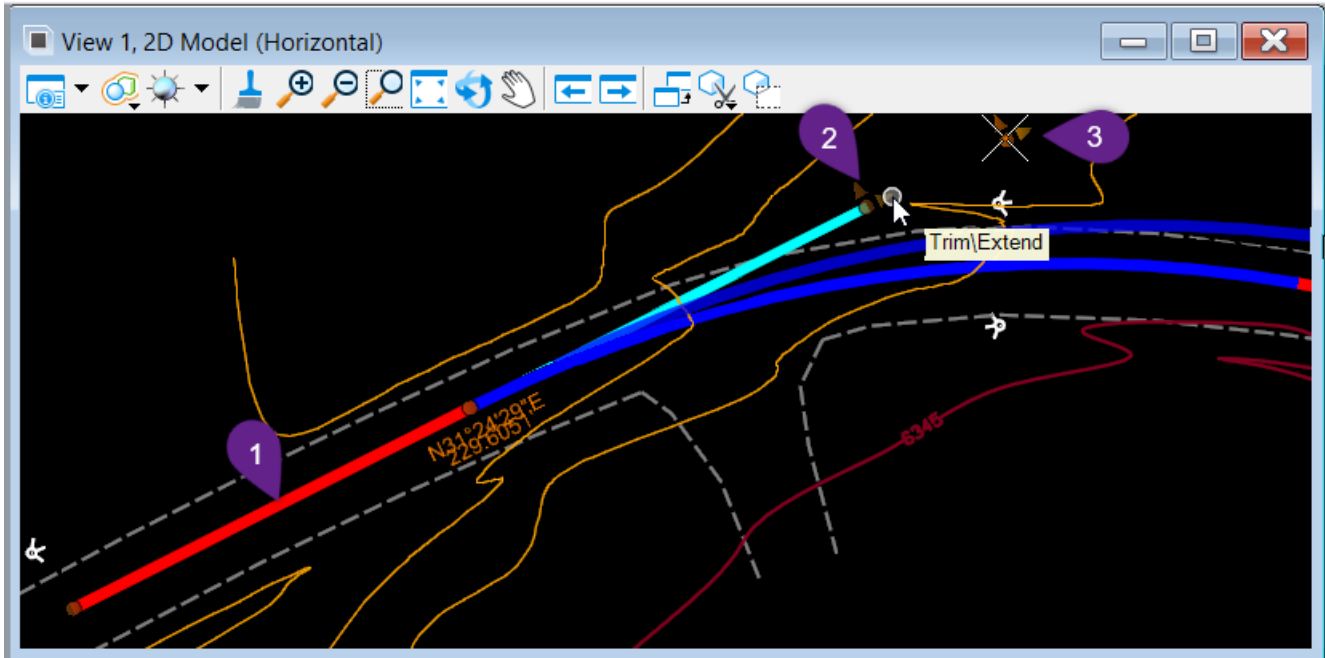 View 1, 2D Model (Horizontal)
2
3
Trim\Extend
N31°24'29"E
229.6051'
1
6345